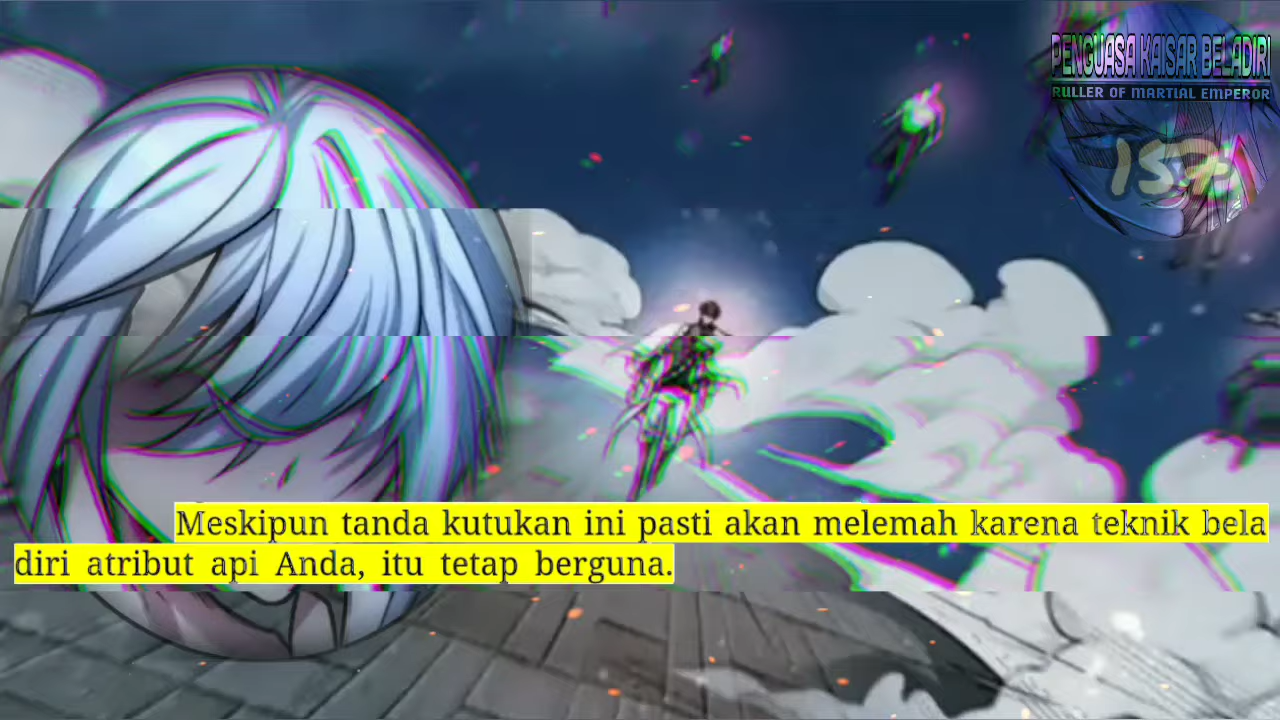 PENGUASA KAISAR BELADIRI
RULLER OF MARTIAL EMPEROR
Meskipun tanda kutukan ini pasti akan melemah karena teknik bela
diri atribut api Anda, itu tetap berguna.